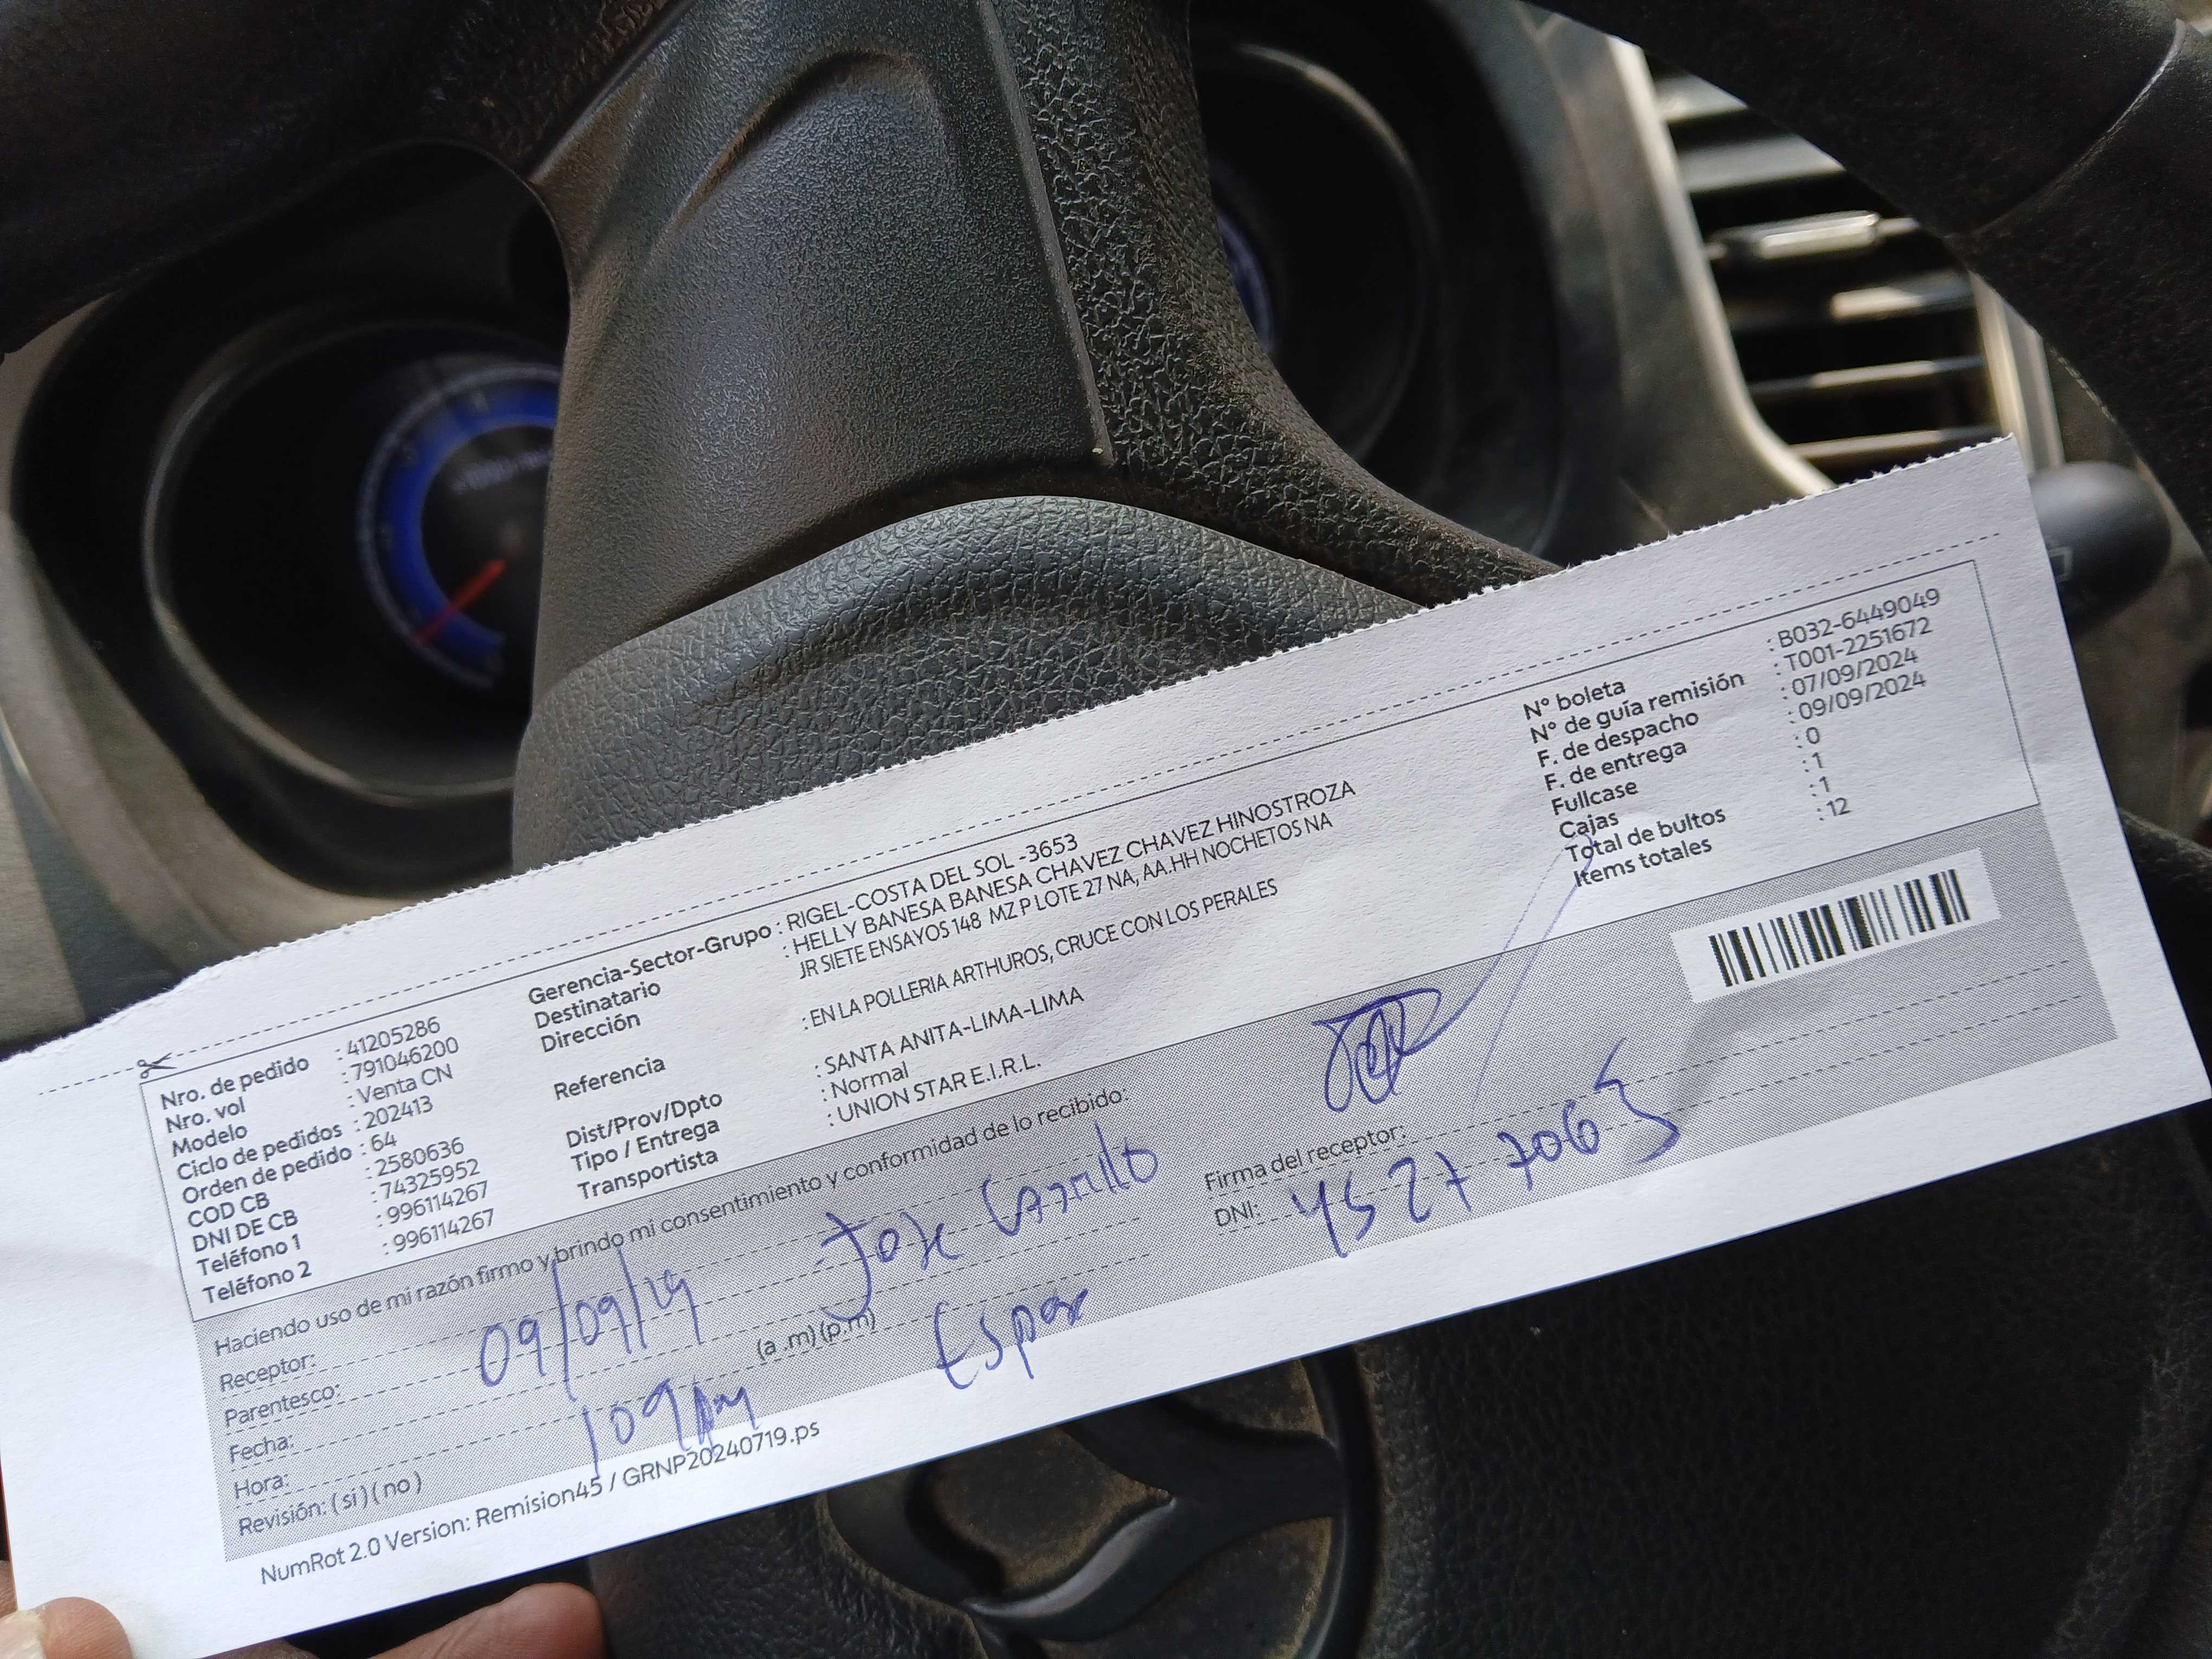 Nro. de pedido : 41205286
Nro. vol : 791046200
Modelo : Venta CN
Ciclo de pedidos : 202413
Orden de pedido : 64
COD CB : 2580636
DNI DE CB : 74325952
Teléfono 1 : 996114267
Teléfono 2 : 996114267
Gerencia-Sector-Grupo : RIGEL-COSTA DEL SOL -3653
Destinatario : HELLY BANESA BANESA CHAVEZ CHAVEZ HINOSTROZA
Dirección JR SIETE ENSAYOS 148 MZ P LOTE 27 NA, AA.HH NOCHETOS NA
Referencia : EN LA POLLERIA ARTHUROS, CRUCE CON LOS PERALES
Dist/Prov/Dpto : SANTA ANITA-LIMA-LIMA
Tipo / Entrega : Normal
Transportista : UNION STAR E.I.R.L.
N° boleta : B032-6449049
N° de guía remisión : T001-2251672
F. de despacho : 07/09/2024
F. de entrega : 09/09/2024
Fullcase : 0
Cajas : 1
Total de bultos : 1
Items totales : 12
Haciendo uso de mi razón firmo y brindo mi consentimiento y conformidad de lo recibido:
Receptor: Jose Carrillo
Parentesco:
Fecha: 09/09/
Hora: (a .m) (p.m)
Revisión: ( si ) ( no )
Firma del receptor:
DNI:
NumRot 2.0 Version: Remision45 / GRNP20240719.ps